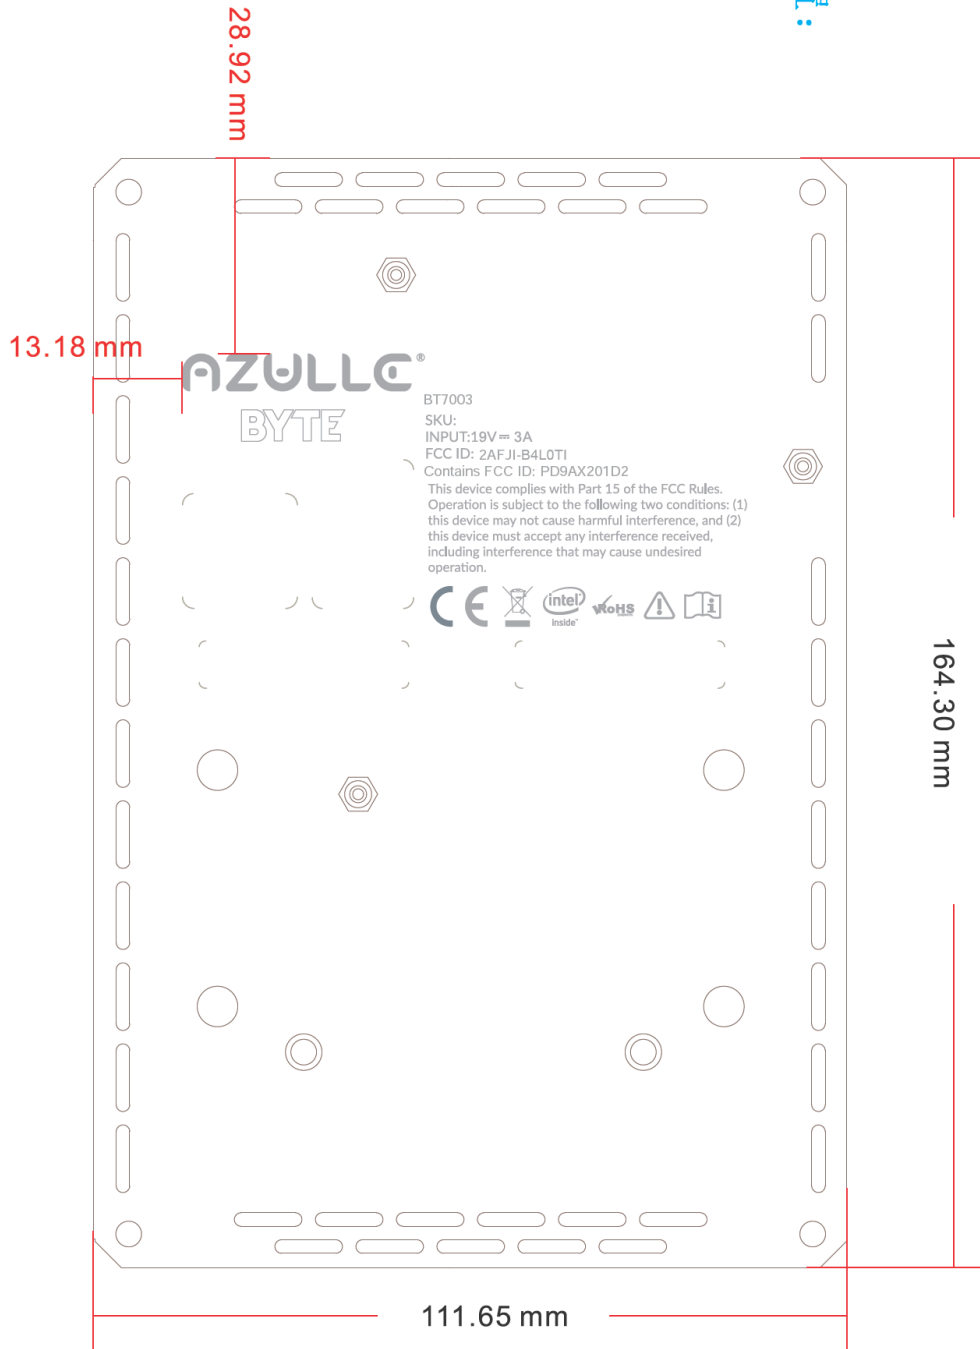 28.92 mm
13.18 mm
AZULLE®
BYTE
BT7003
SKU:
INPUT:19V⎓3A
FCC ID: 2AFJI-B4L0TI
Contains FCC ID: PD9AX201D2
This device complies with Part 15 of the FCC Rules.
Operation is subject to the following two conditions: (1)
this device may not cause harmful interference, and (2)
this device must accept any interference received,
including interference that may cause undesired
operation.
CE
intel
inside™
RoHS
164.30 mm
111.65 mm